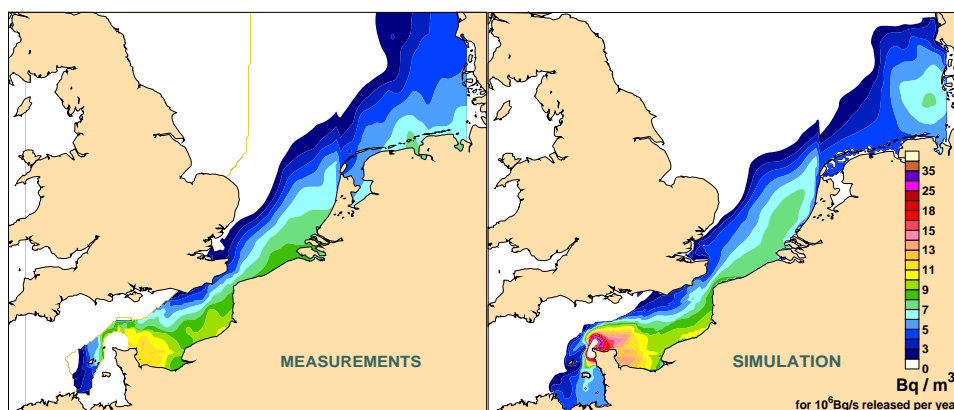 MEASUREMENTS
SIMULATION
35
25
18
15
13
11
9
7
5
3
0
Bq / m³
for 10⁶Bq/s released per yea